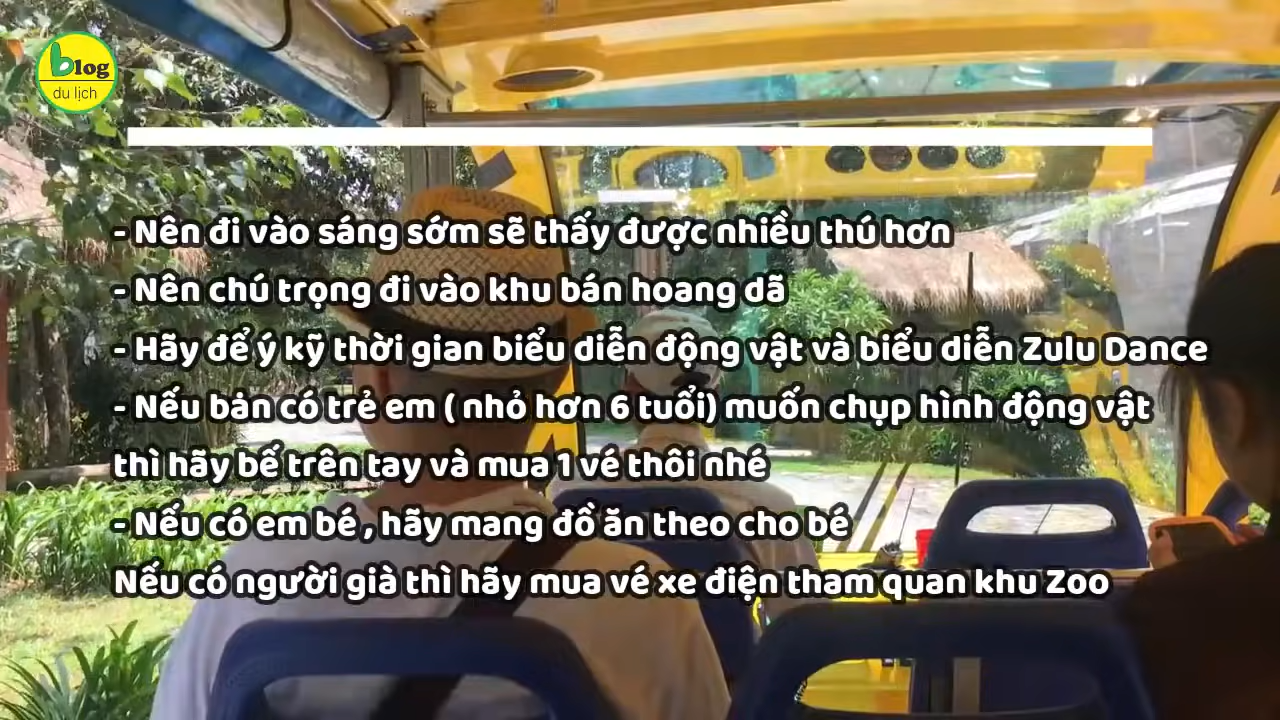 blog
du lịch
- Nên đi vào sáng sớm sẽ thấy được nhiều thú hơn
- Nên chú trọng đi vào khu bán hoang dã
- Hãy để ý kỹ thời gian biểu diễn động vật và biểu diễn Zulu Dance
- Nếu bản có trẻ em ( nhỏ hơn 6 tuổi) muốn chụp hình động vật
thì hãy bế trên tay và mua 1 vé thôi nhé
- Nếu có em bé , hãy mang đồ ăn theo cho bé
Nếu có người già thì hãy mua vé xe điện tham quan khu Zoo